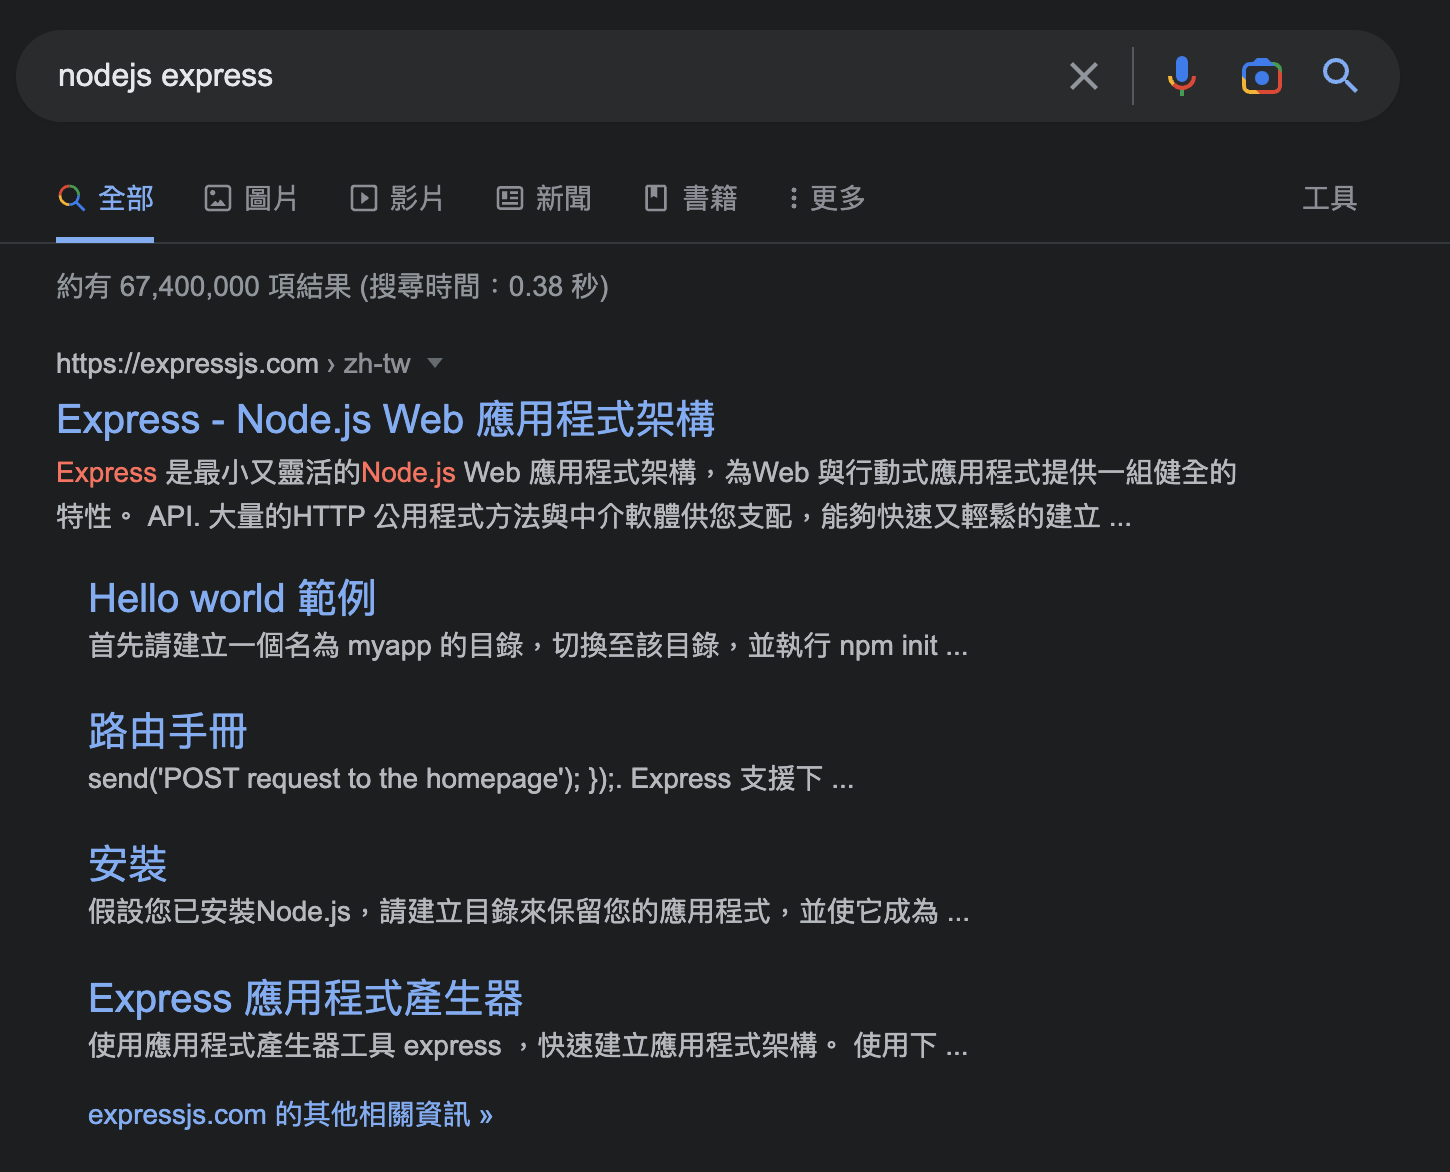 nodejs express
全部 圖片 影片 新聞 書籍 更多 工具
約有 67,400,000 項結果 (搜尋時間：0.38 秒)
https://expressjs.com › zh-tw
Express - Node.js Web 應用程式架構
Express 是最小又靈活的Node.js Web 應用程式架構，為Web 與行動式應用程式提供一組健全的
特性。 API. 大量的HTTP 公用程式方法與中介軟體供您支配，能夠快速又輕鬆的建立 ...
Hello world 範例
首先請建立一個名為 myapp 的目錄，切換至該目錄，並執行 npm init ...
路由手冊
send('POST request to the homepage'); });. Express 支援下 ...
安裝
假設您已安裝Node.js，請建立目錄來保留您的應用程式，並使它成為 ...
Express 應用程式產生器
使用應用程式產生器工具 express ，快速建立應用程式架構。 使用下 ...
expressjs.com 的其他相關資訊 »